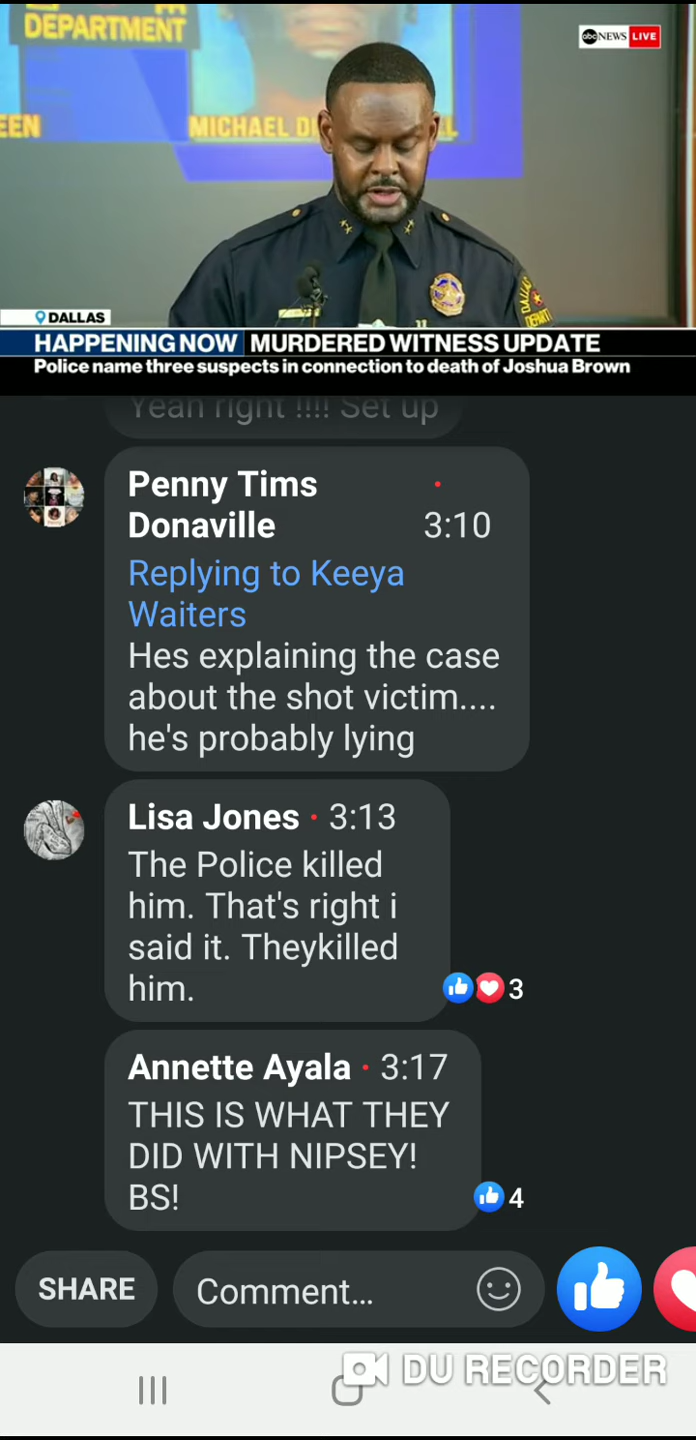 DEPARTMENT
abc NEWS LIVE
EEN
MICHAEL DI
L
DALLAS
HAPPENING NOW MURDERED WITNESS UPDATE
Police name three suspects in connection to death of Joshua Brown
DALLAS
Yeah right !!!! Set up
Penny Tims
Donaville
3:10
Replying to Keeya
Waiters
Hes explaining the case
about the shot victim....
he's probably lying
Lisa Jones • 3:13
The Police killed
him. That's right i
said it. Theykilled
him.
3
Annette Ayala • 3:17
THIS IS WHAT THEY
DID WITH NIPSEY!
BS!
4
SHARE
Comment...
DU RECORDER